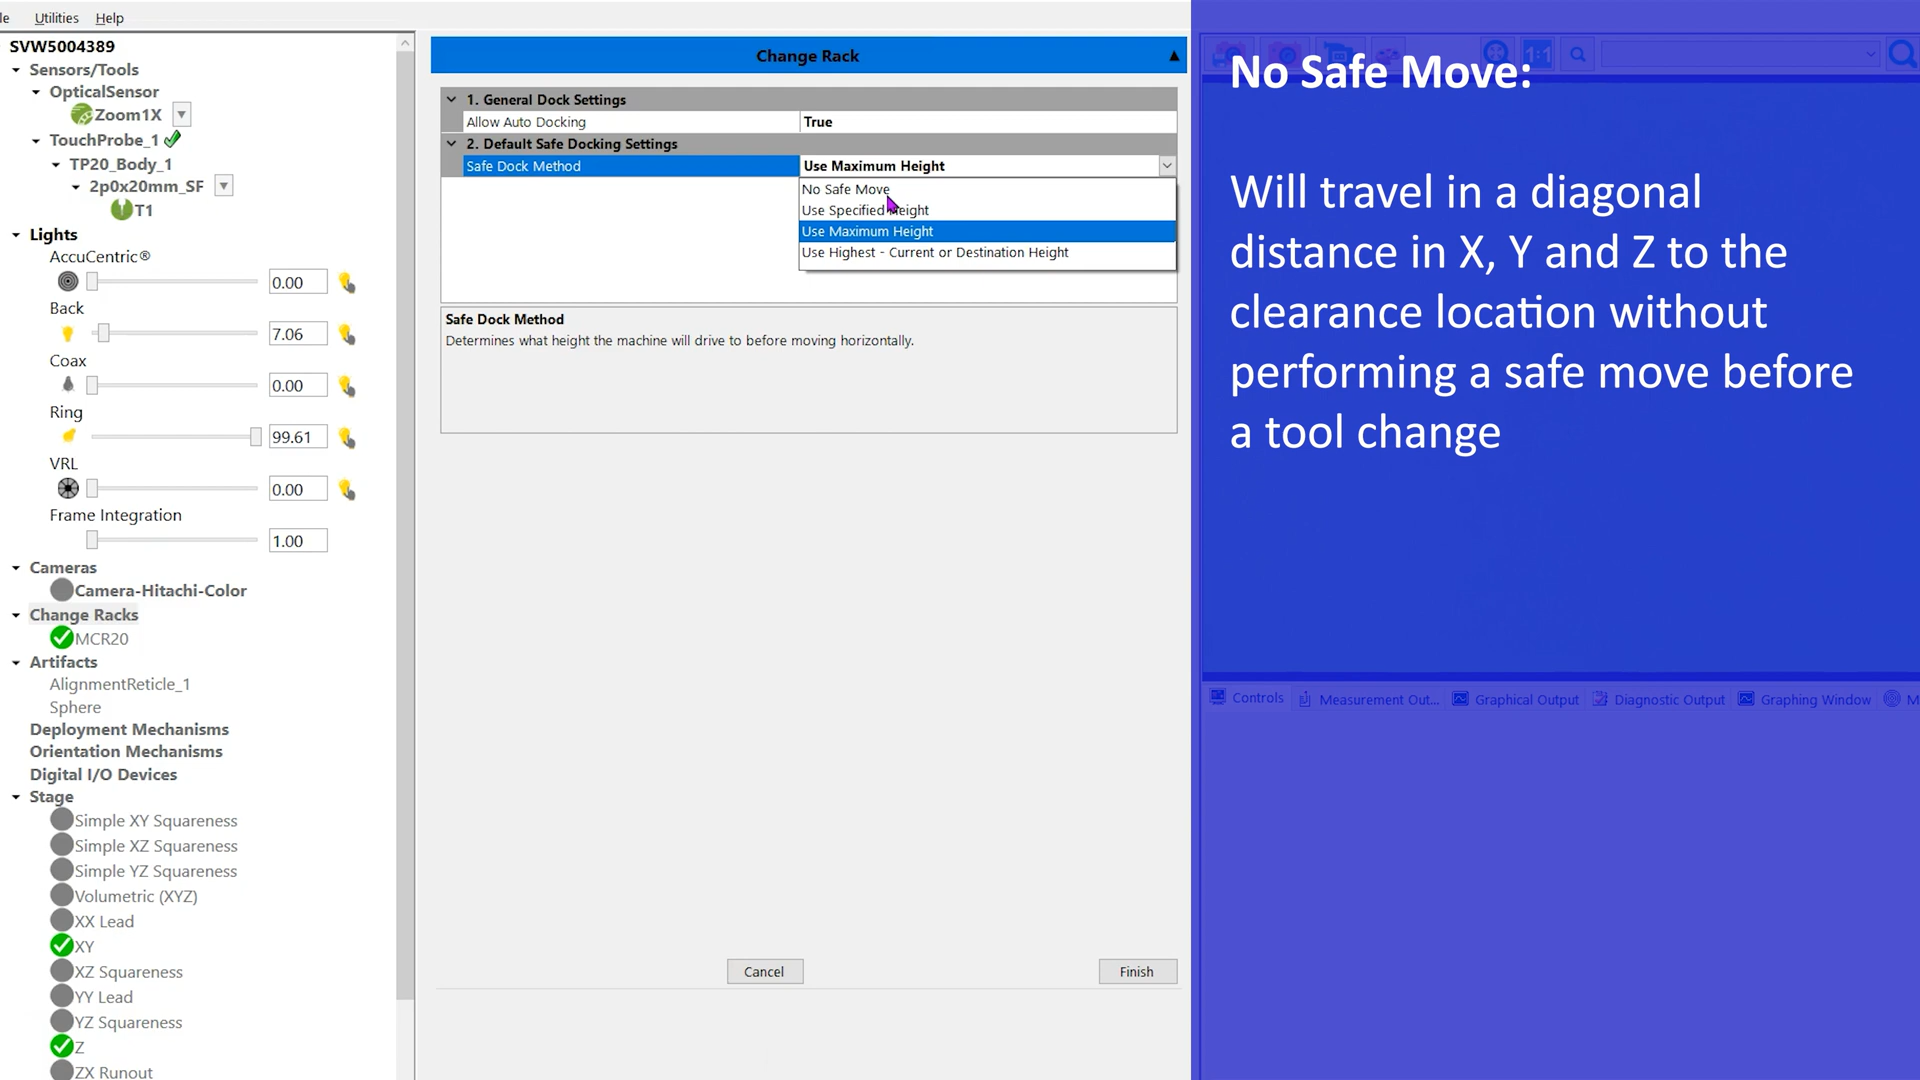 le Utilities Help
SVW5004389
Sensors/Tools
OpticalSensor
Zoom1X
TouchProbe_1
TP20_Body_1
2p0x20mm_SF
T1
Lights
AccuCentric®
0.00
Back
7.06
Coax
0.00
Ring
99.61
VRL
0.00
Frame Integration
1.00
Cameras
Camera-Hitachi-Color
Change Racks
MCR20
Artifacts
AlignmentReticle_1
Sphere
Deployment Mechanisms
Orientation Mechanisms
Digital I/O Devices
Stage
Simple XY Squareness
Simple XZ Squareness
Simple YZ Squareness
Volumetric (XYZ)
XX Lead
XY
XZ Squareness
YY Lead
YZ Squareness
Z
ZX Runout
Change Rack
1. General Dock Settings
Allow Auto Docking True
2. Default Safe Docking Settings
Safe Dock Method Use Maximum Height
No Safe Move
Use Specified Height
Use Maximum Height
Use Highest - Current or Destination Height
Safe Dock Method
Determines what height the machine will drive to before moving horizontally.
Cancel Finish
1:1
No Safe Move:
Will travel in a diagonal
distance in X, Y and Z to the
clearance location without
performing a safe move before
a tool change
Controls Measurement Out... Graphical Output Diagnostic Output Graphing Window M